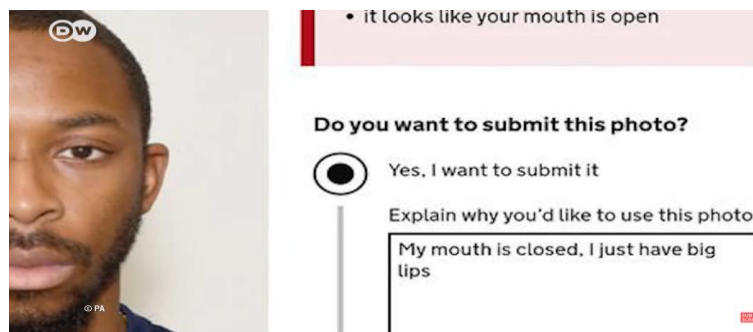 DW
• it looks like your mouth is open
Do you want to submit this photo?
Yes, I want to submit it
Explain why you'd like to use this photo
My mouth is closed, I just have big
lips
© PA